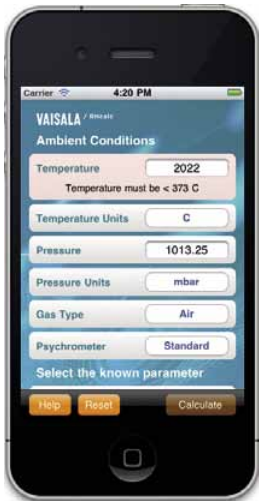 Carrier 4:20 PM
VAISALA / Humicalc
Ambient Conditions
Temperature 2022
Temperature must be < 373 C
Temperature Units C
Pressure 1013.25
Pressure Units mbar
Gas Type Air
Psychrometer Standard
Select the known parameter
Help Reset Calculate